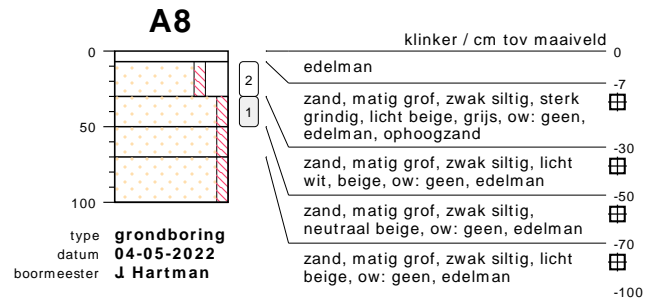 A8
klinker / cm tov maaiveld
0
0
edelman
-7
2
zand, matig grof, zwak siltig, sterk
grindig, licht beige, grijs, ow: geen,
edelman, ophoogzand
1
-30
50
zand, matig grof, zwak siltig, licht
wit, beige, ow: geen, edelman
-50
zand, matig grof, zwak siltig,
neutraal beige, ow: geen, edelman
-70
100
zand, matig grof, zwak siltig, licht
beige, ow: geen, edelman
-100
type grondboring
datum 04-05-2022
boormeester J Hartman